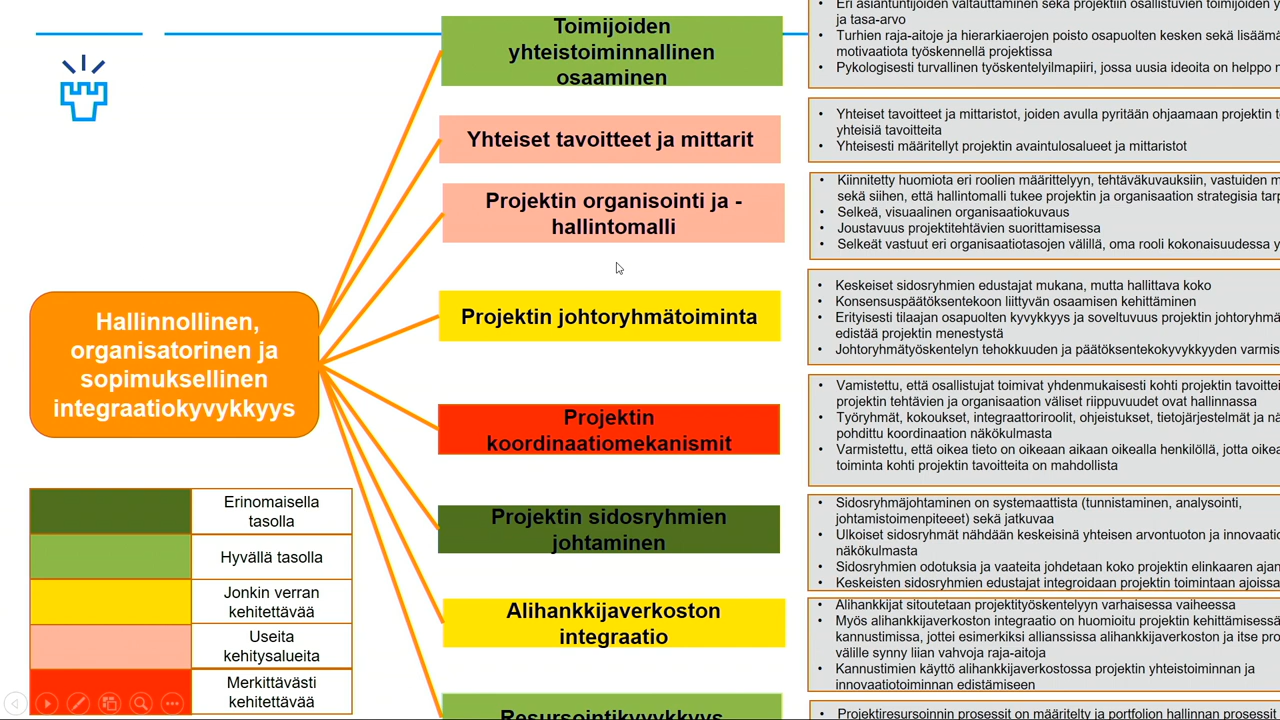 Toimijoiden
yhteistoiminnallinen
osaaminen
Eri asiantuntijoiden valtauttaminen sekä projektiin osallistuvien toimijoiden
ja tasa-arvo
• Turhien raja-aitoje ja hierarkiaerojen poisto osapuolten kesken sekä
motivaatiota työskennellä projektissa
• Pykologisesti turvallinen työskentelyilmapiiri, jossa uusia ideoita on helppo
Yhteiset tavoitteet ja mittarit
• Yhteiset tavoitteet ja mittaristot, joiden avulla pyritään ohjaamaan projektin
yhteisiä tavoitteita
• Yhteisesti määritellyt projektin avaintulosalueet ja mittaristot
Projektin organisointi ja -
hallintomalli
• Kiinnitetty huomiota eri roolien määrittelyyn, tehtäväkuvauksiin, vastuiden
sekä siihen, että hallintomalli tukee projektin ja organisaation strategisia
• Selkeä, visuaalinen organisaatiokuvaus
• Joustavuus projektitehtävien suorittamisessa
• Selkeät vastuut eri organisaatiotasojen välillä, oma rooli kokonaisuudessa
Projektin johtoryhmätoiminta
• Keskeiset sidosryhmien edustajat mukana, mutta hallittava koko
• Konsensuspäätöksentekoon liittyvän osaamisen kehittäminen
• Erityisesti tilaajan osapuolten kyvykkyys ja soveltuvuus projektin
edistää projektin menestystä
• Johtoryhmätyöskentelyn tehokkuuden ja päätöksentekokyvykkyyden
Hallinnollinen,
organisatorinen ja
sopimuksellinen
integraatiokyvykkyys
Projektin
koordinaatiomekanismit
• Vamistettu, että osallistujat toimivat yhdenmukaisesti kohti projektin
projektin tehtävien ja organisaation väliset riippuvuudet ovat hallinnassa
• Työryhmät, kokoukset, integraattorroolit, ohjeistukset, tietojärjestelmät ja
pohdittu koordinaation näkökulmasta
• Varmistettu, että oikea tieto on oikeaan aikaan oikealla henkilöllä, jotta
toiminta kohti projektin tavoitteita on mahdollista
Projektin sidosryhmien
johtaminen
• Sidosryhmäjohtaminen on systemaattista (tunnistaminen, analysointi,
johtamistoimenpiteeet) sekä jatkuvaa
• Ulkoiset sidosryhmät nähdään keskeisinä yhteisen arvontuoton ja
näkökulmasta
• Sidosryhmien odotuksia ja vaateita johdetaan koko projektin elinkaaren
• Keskeisten sidosryhmien edustajat integroidaan projektin toimintaan
Alihankkijaverkoston
integraatio
• Alihankkijat sitoutetaan projektityöskentelyyn varhaisessa vaiheessa
• Myös alihankkijaverkoston integraatio on huomioitu projektin
kannustimissa, jottei esimerkiksi allianssissa alihankkijaverkoston ja itse
välille synny liian vahvoja raja-aitoja
• Kannustimien käyttö alihankkijaverkostossa projektin yhteistoiminnan ja
innovaatiotoiminnan edistämiseen
Resursointikyvykkyys
• Projektiresursoinnin prosessit on määritelty ja portfolion hallinnan prosessit
Erinomaisella
tasolla
Hyvällä tasolla
Jonkin verran
kehitettävää
Useita
kehitysalueita
Merkittävästi
kehitettävää